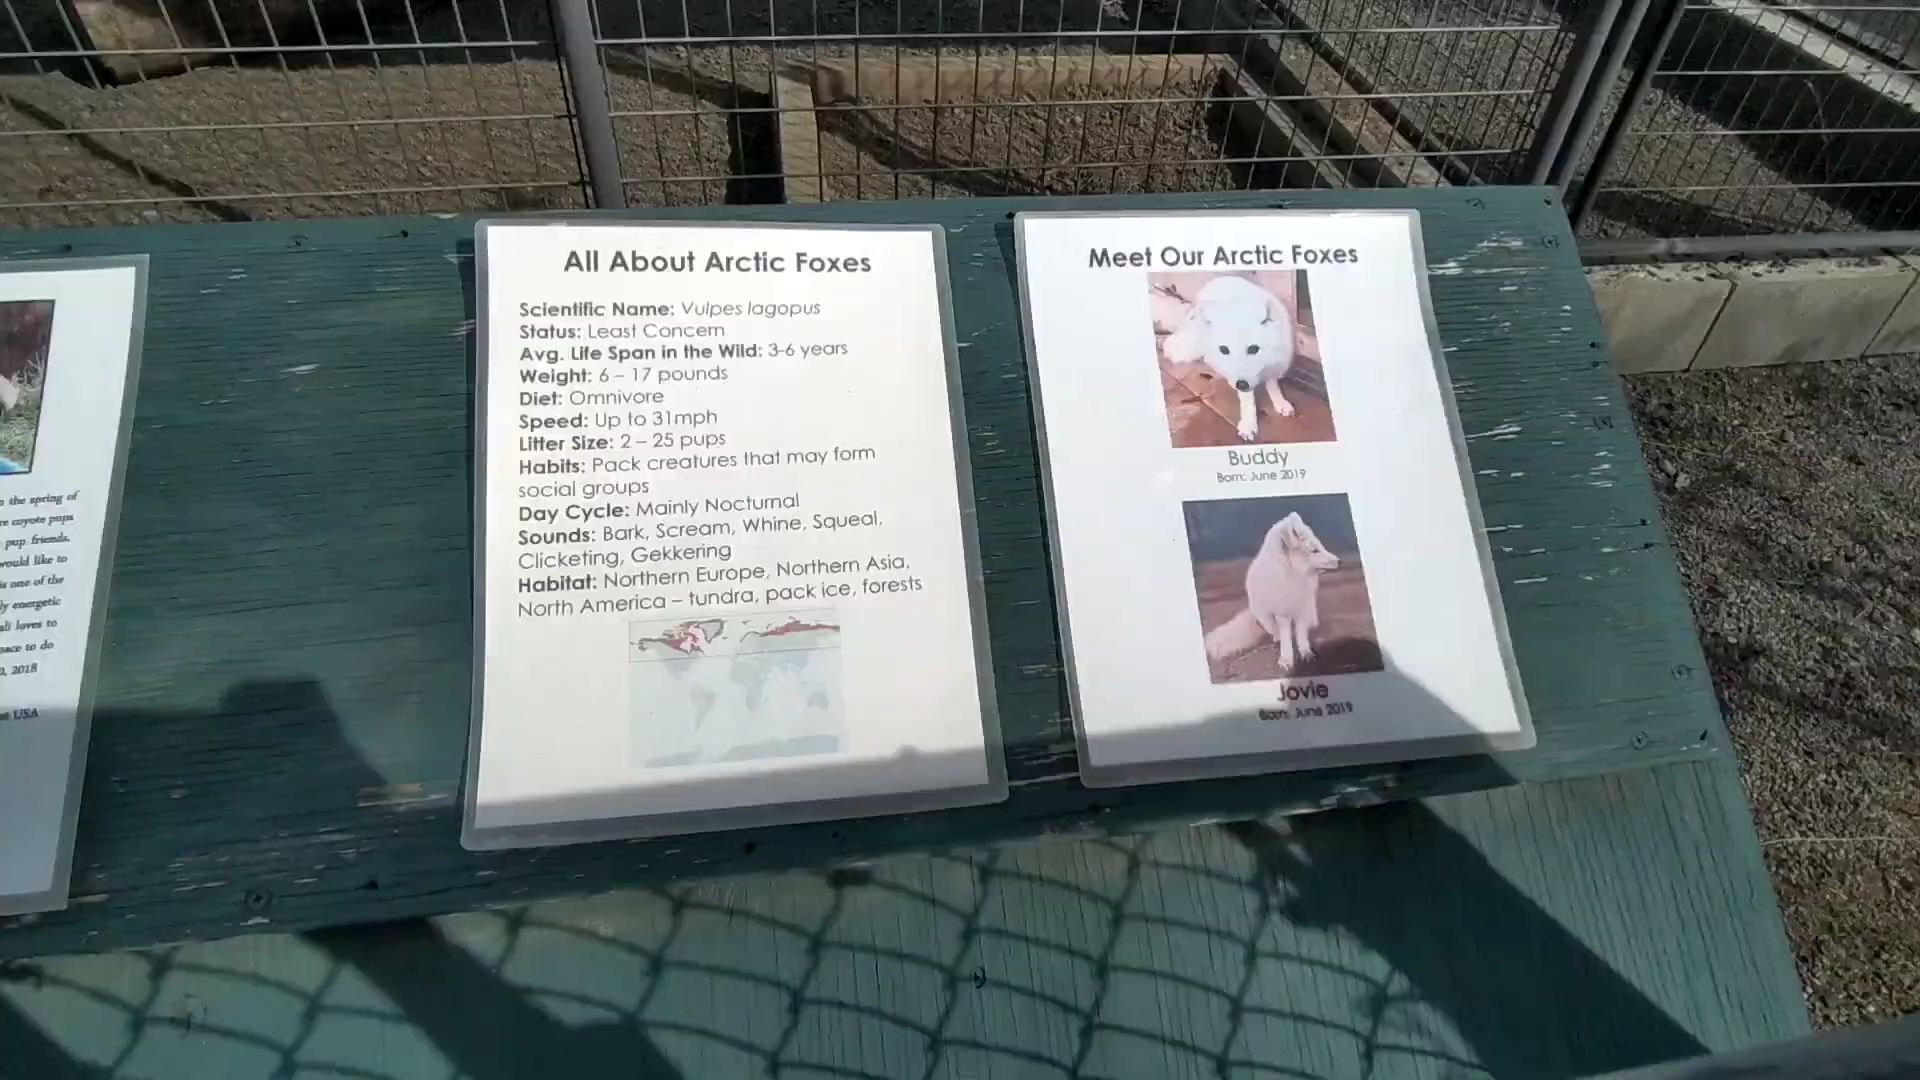 the spring of
coyote pups
pup friends.
would like to
is one of the
energetic
loves to
to do
2018
USA
All About Arctic Foxes
Scientific Name: Vulpes lagopus
Status: Least Concern
Avg. Life Span in the Wild: 3-6 years
Weight: 6 – 17 pounds
Diet: Omnivore
Speed: Up to 31mph
Litter Size: 2 – 25 pups
Habits: Pack creatures that may form
social groups
Day Cycle: Mainly Nocturnal
Sounds: Bark, Scream, Whine, Squeal,
Clicketing, Gekkering
Habitat: Northern Europe, Northern Asia,
North America – tundra, pack ice, forests
Meet Our Arctic Foxes
Buddy
Born: June 2019
Jovie
Born: June 2019